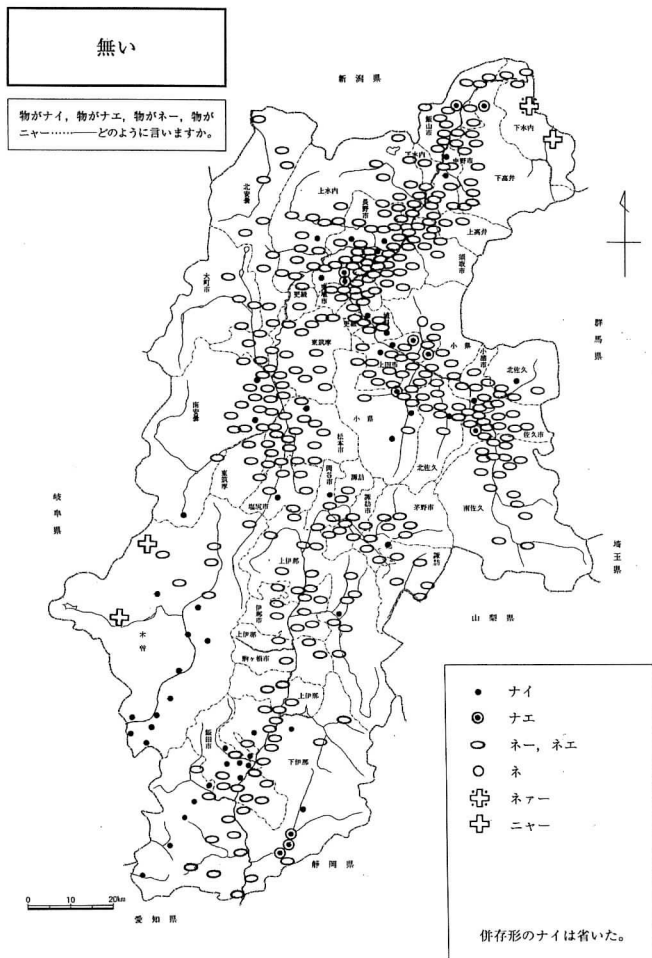 無い
物がナイ，物がナエ，物がネー，物が
ニャー……――どのように言いますか。
新潟県
飯山市
下水内
下水内
中野市
下高井
北安曇
上水内
長野市
上高井
須坂市
大町市
更級
更級
東筑摩
上田市
小県
小諸市
北佐久
群馬県
南安曇
小県
松本市
佐久市
東筑摩
岡谷市
諏訪
諏訪市
北佐久
茅野市
南佐久
岐阜県
塩尻市
諏訪
埼玉県
上伊那
伊那市
山梨県
木曽
上伊那
駒ヶ根市
上伊那
飯田市
下伊那
静岡県
愛知県
0 10 20km
ナイ
ナエ
ネー，ネエ
ネ
ネァー
ニャー
併存形のナイは省いた。